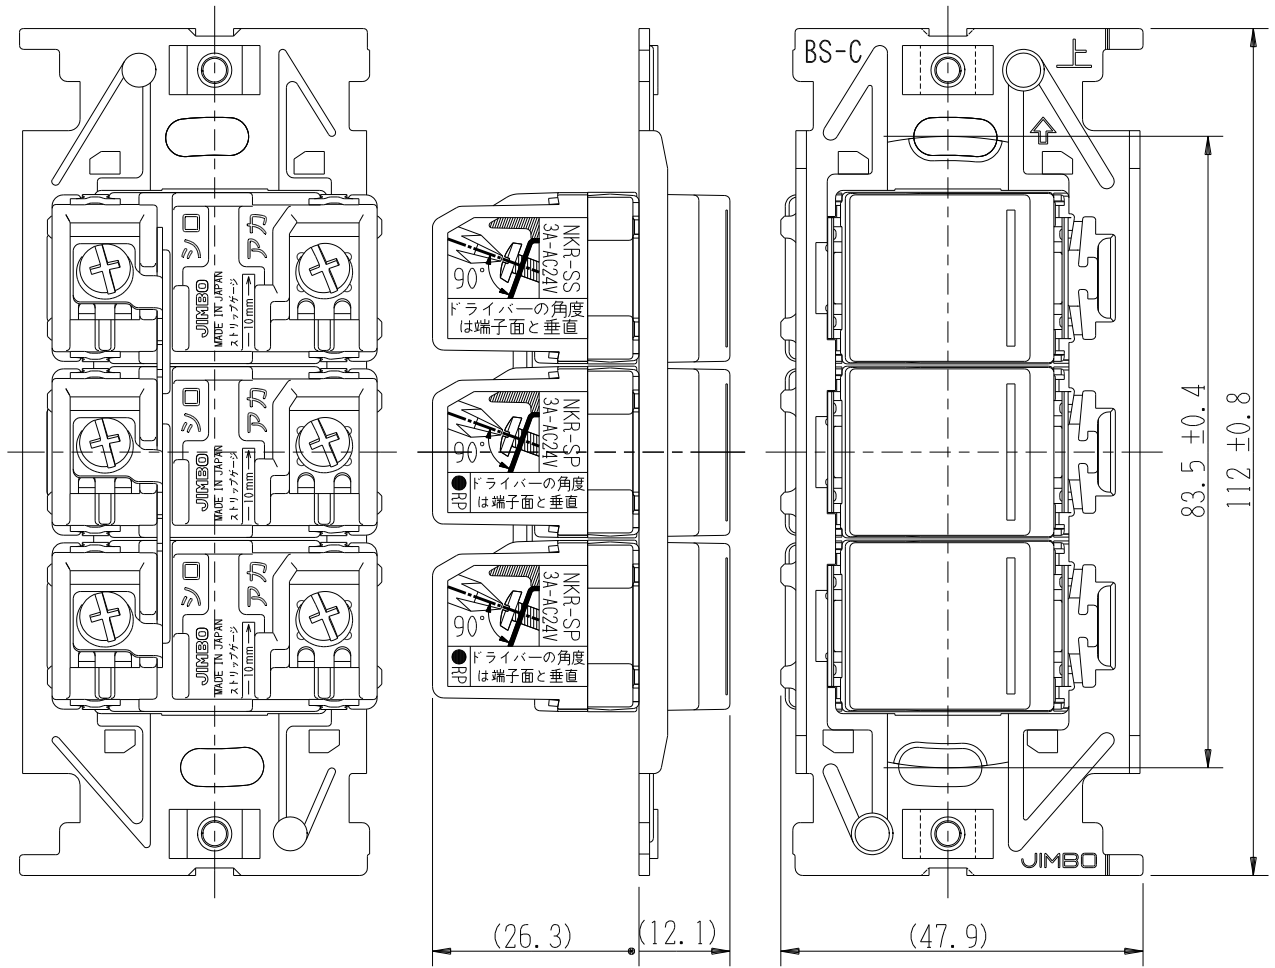 シロ
アカ
JIMBO
MADE IN JAPAN
ストリップゲージ
10mm
シロ
アカ
JIMBO
MADE IN JAPAN
ストリップゲージ
10mm
シロ
アカ
JIMBO
MADE IN JAPAN
ストリップゲージ
10mm
NKR-SS
3A-AC24V
90°
ドライバーの角度
は端子面と垂直
NKR-SP
3A-AC24V
90°
RP
ドライバーの角度
は端子面と垂直
NKR-SP
3A-AC24V
90°
RP
ドライバーの角度
は端子面と垂直
(26.3)
(12.1)
BS-C
上
JIMBO
83.5 ±0.4
112 ±0.8
(47.9)